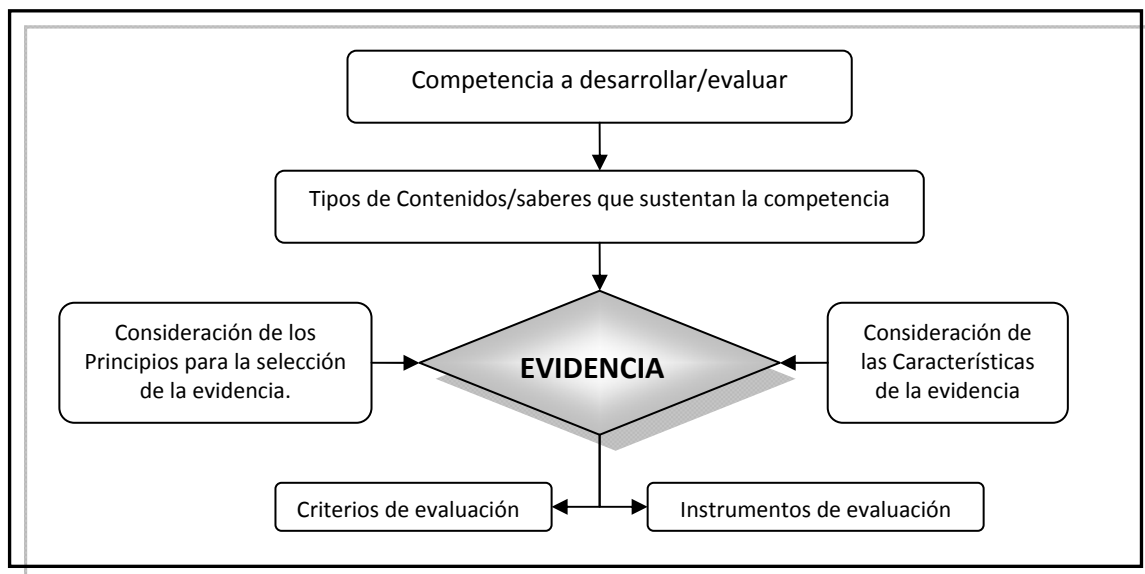 Competencia a desarrollar/evaluar
Tipos de Contenidos/saberes que sustentan la competencia
Consideración de los
Principios para la selección
de la evidencia.
EVIDENCIA
Consideración de
las Características
de la evidencia
Criterios de evaluación
Instrumentos de evaluación